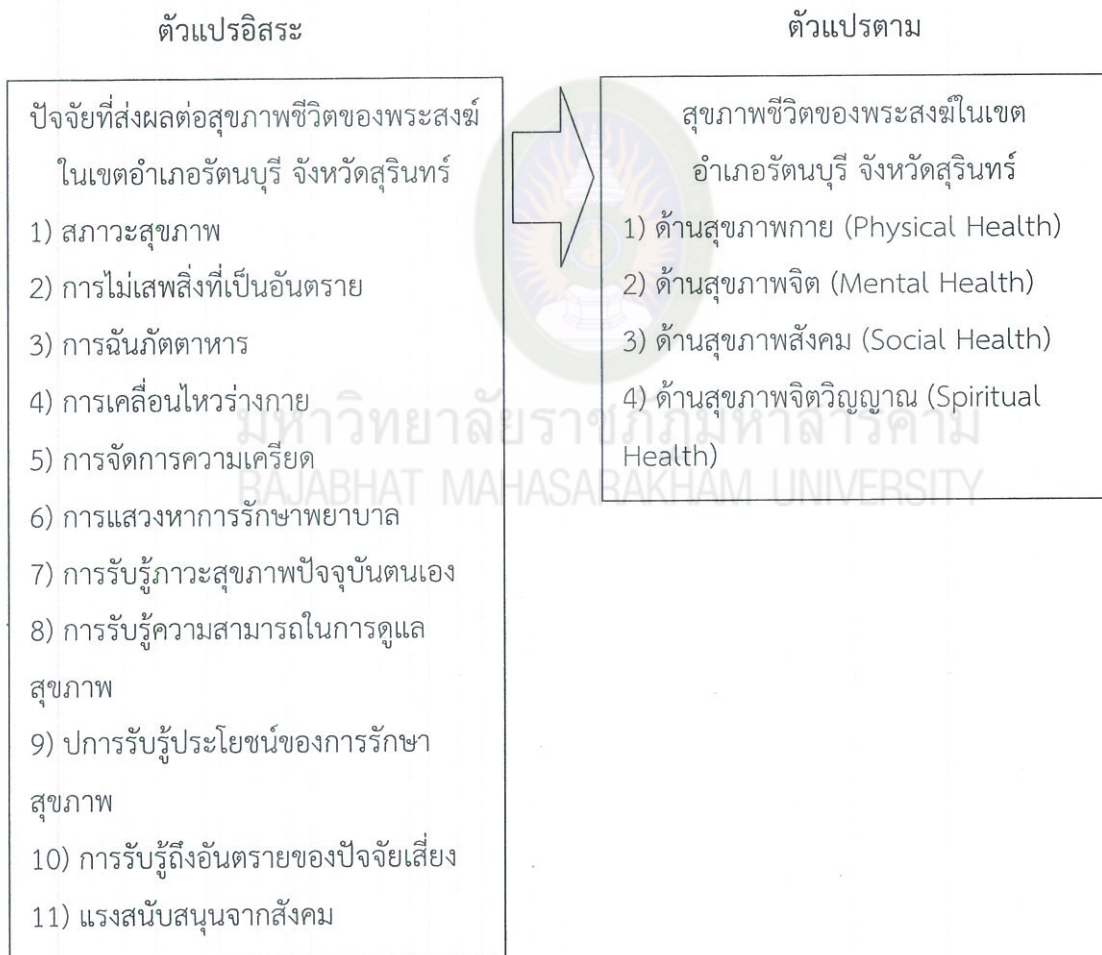 ตัวแปรอิสระ
ปัจจัยที่ส่งผลต่อสุขภาพชีวิตของพระสงฆ์
ในเขตอำเภอรัตนบุรี จังหวัดสุรินทร์
1) สภาวะสุขภาพ
2) การไม่เสพสิ่งที่เป็นอันตราย
3) การฉันภัตตาหาร
4) การเคลื่อนไหวร่างกาย
5) การจัดการความเครียด
6) การแสวงหาการรักษาพยาบาล
7) การรับรู้ภาวะสุขภาพปัจจุบันตนเอง
8) การรับรู้ความสามารถในการดูแล
สุขภาพ
9) ปการรับรู้ประโยชน์ของการรักษา
สุขภาพ
10) การรับรู้ถึงอันตรายของปัจจัยเสี่ยง
11) แรงสนับสนุนจากสังคม
ตัวแปรตาม
สุขภาพชีวิตของพระสงฆ์ในเขต
อำเภอรัตนบุรี จังหวัดสุรินทร์
1) ด้านสุขภาพกาย (Physical Health)
2) ด้านสุขภาพจิต (Mental Health)
3) ด้านสุขภาพสังคม (Social Health)
4) ด้านสุขภาพจิตวิญญาณ (Spiritual
Health)
มหาวิทยาลัยราชภัฏมหาสารคาม
RAJABHAT MAHASARAKHAM UNIVERSITY